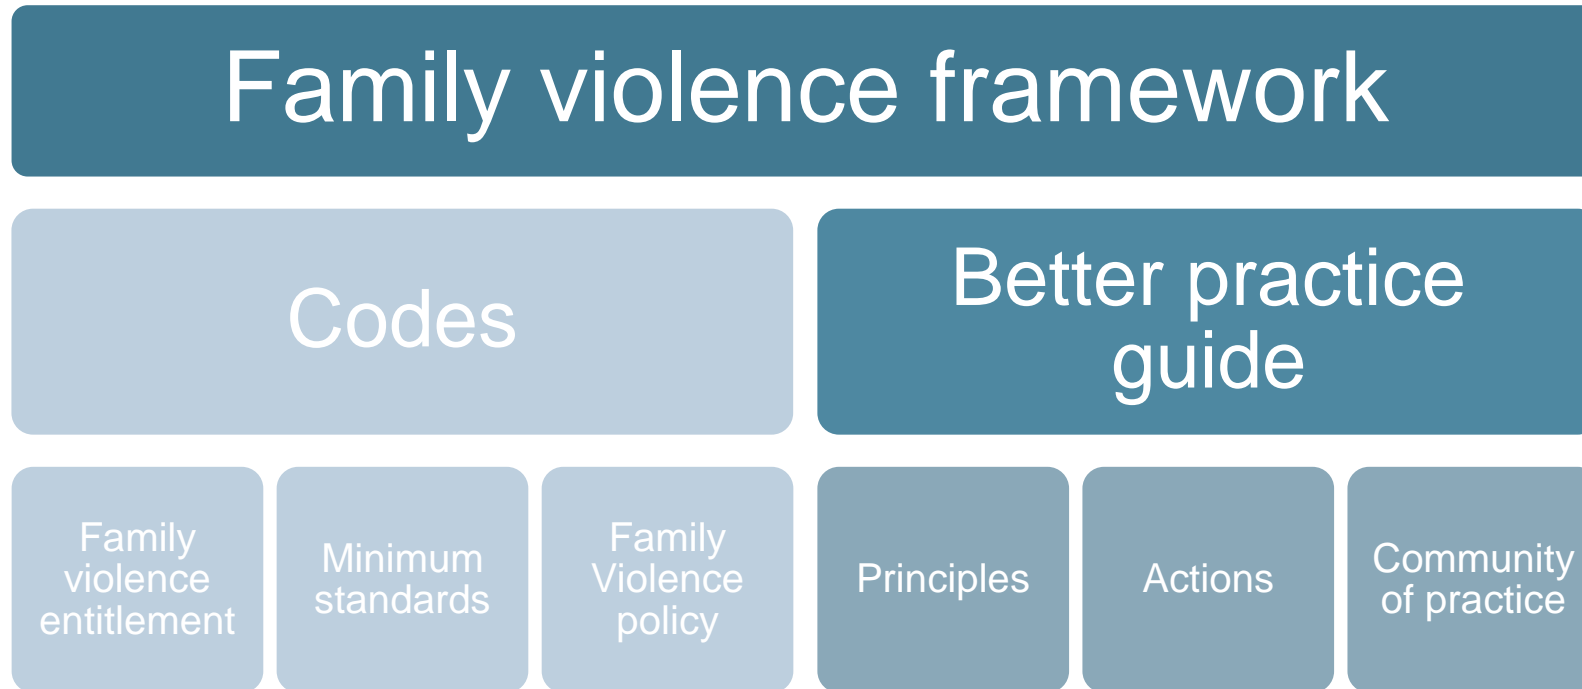 Family violence framework
Codes
Better practice
guide
Family
violence
entitlement
Minimum
standards
Family
Violence
policy
Principles
Actions
Community
of practice